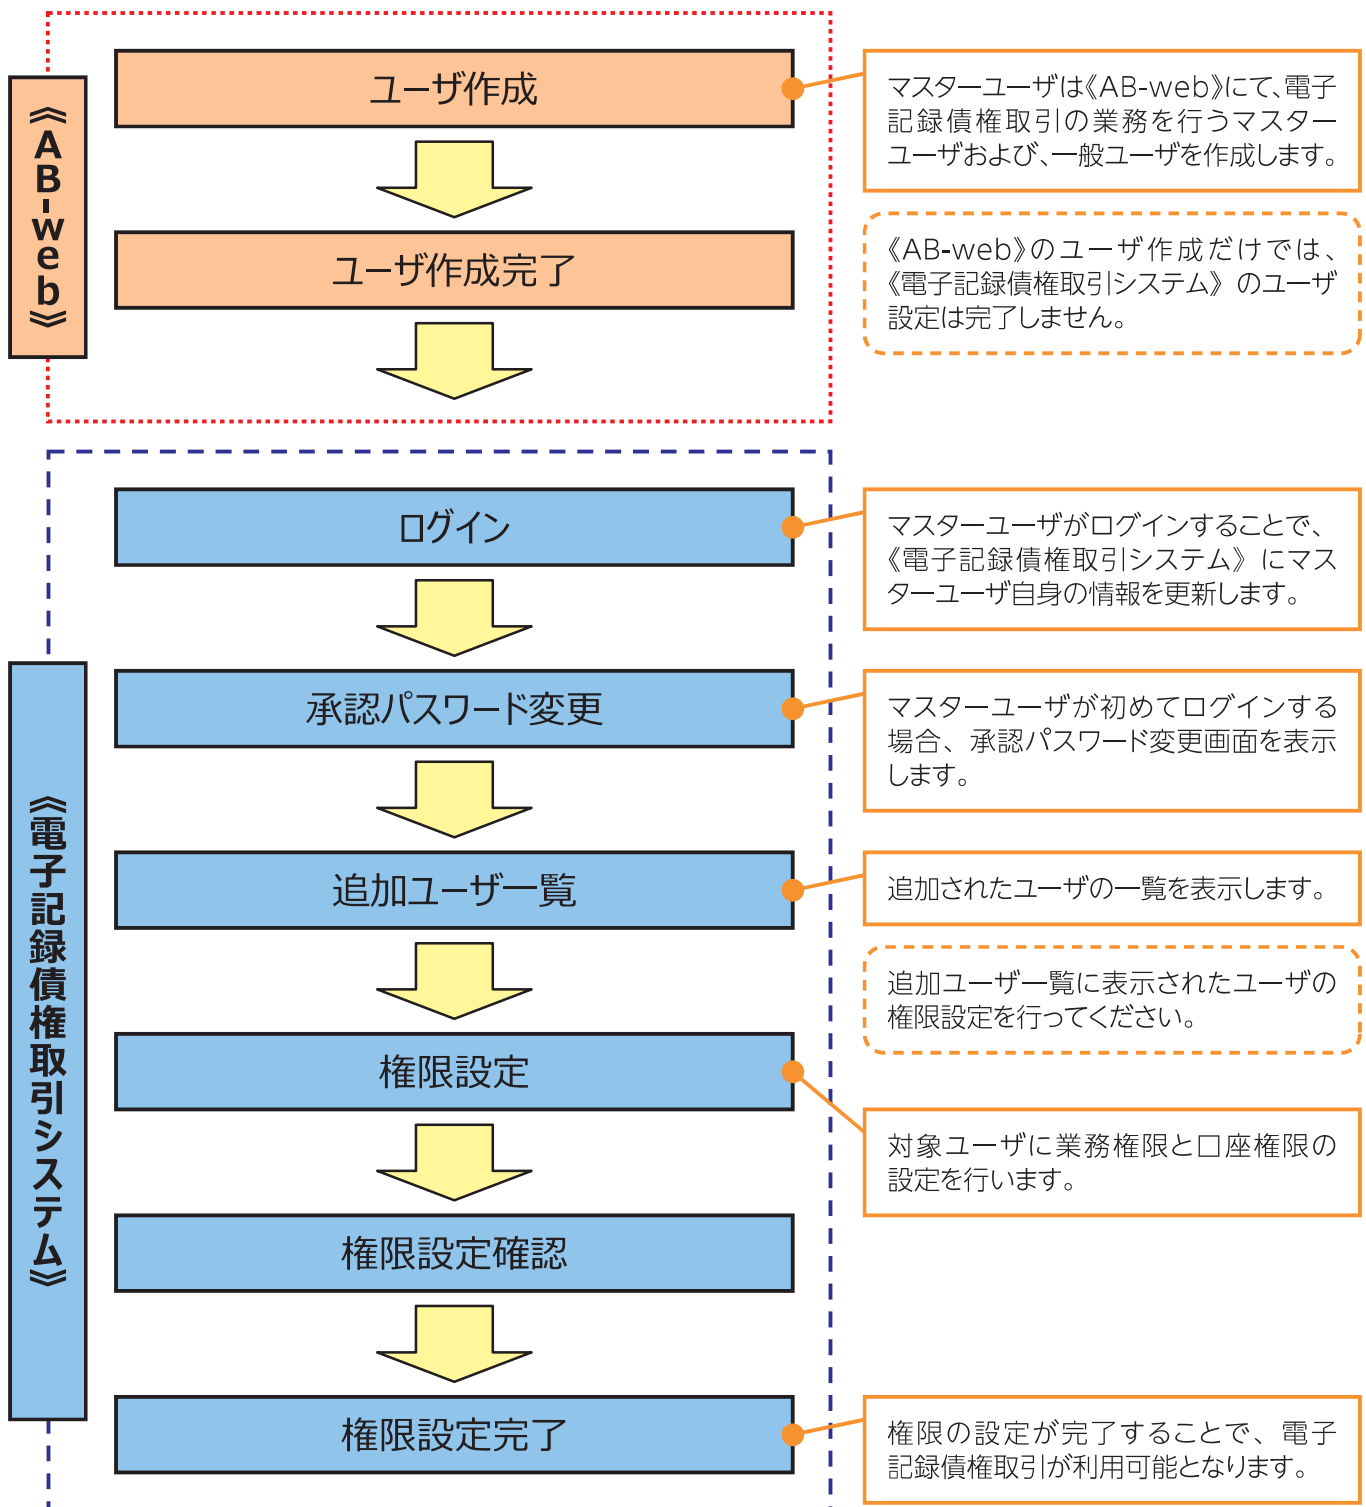 《AB-web》
ユーザ作成
マスターユーザは《AB-web》にて、電子
記録債権取引の業務を行うマスター
ユーザおよび、一般ユーザを作成します。
ユーザ作成完了
《AB-web》のユーザ作成だけでは、
《電子記録債権取引システム》のユーザ
設定は完了しません。
《電子記録債権取引システム》
ログイン
マスターユーザがログインすることで、
《電子記録債権取引システム》にマス
ターユーザ自身の情報を更新します。
承認パスワード変更
マスターユーザが初めてログインする
場合、承認パスワード変更画面を表示
します。
追加ユーザ一覧
追加されたユーザの一覧を表示します。
追加ユーザ一覧に表示されたユーザの
権限設定を行ってください。
権限設定
対象ユーザに業務権限と口座権限の
設定を行います。
権限設定確認
権限設定完了
権限の設定が完了することで、電子
記録債権取引が利用可能となります。